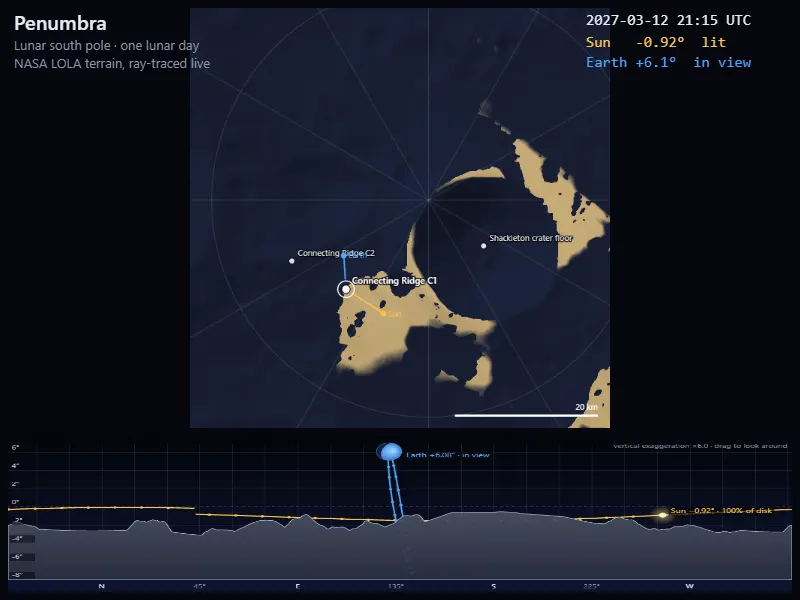 Penumbra
Lunar south pole · one lunar day
NASA LOLA terrain, ray-traced live
2027-03-12 21:15 UTC
Sun -0.92° lit
Earth +6.1° in view
Shackleton crater floor
Connecting Ridge C2
Connecting Ridge C1
Sun
20 km
vertical exaggeration ×6.0 · drag to look around
6°
4°
2°
0°
-2°
-4°
-6°
-8°
Earth +6.08° · in view
Sun -0.92° · 100% of disk
N 45° E 135° S 225° W